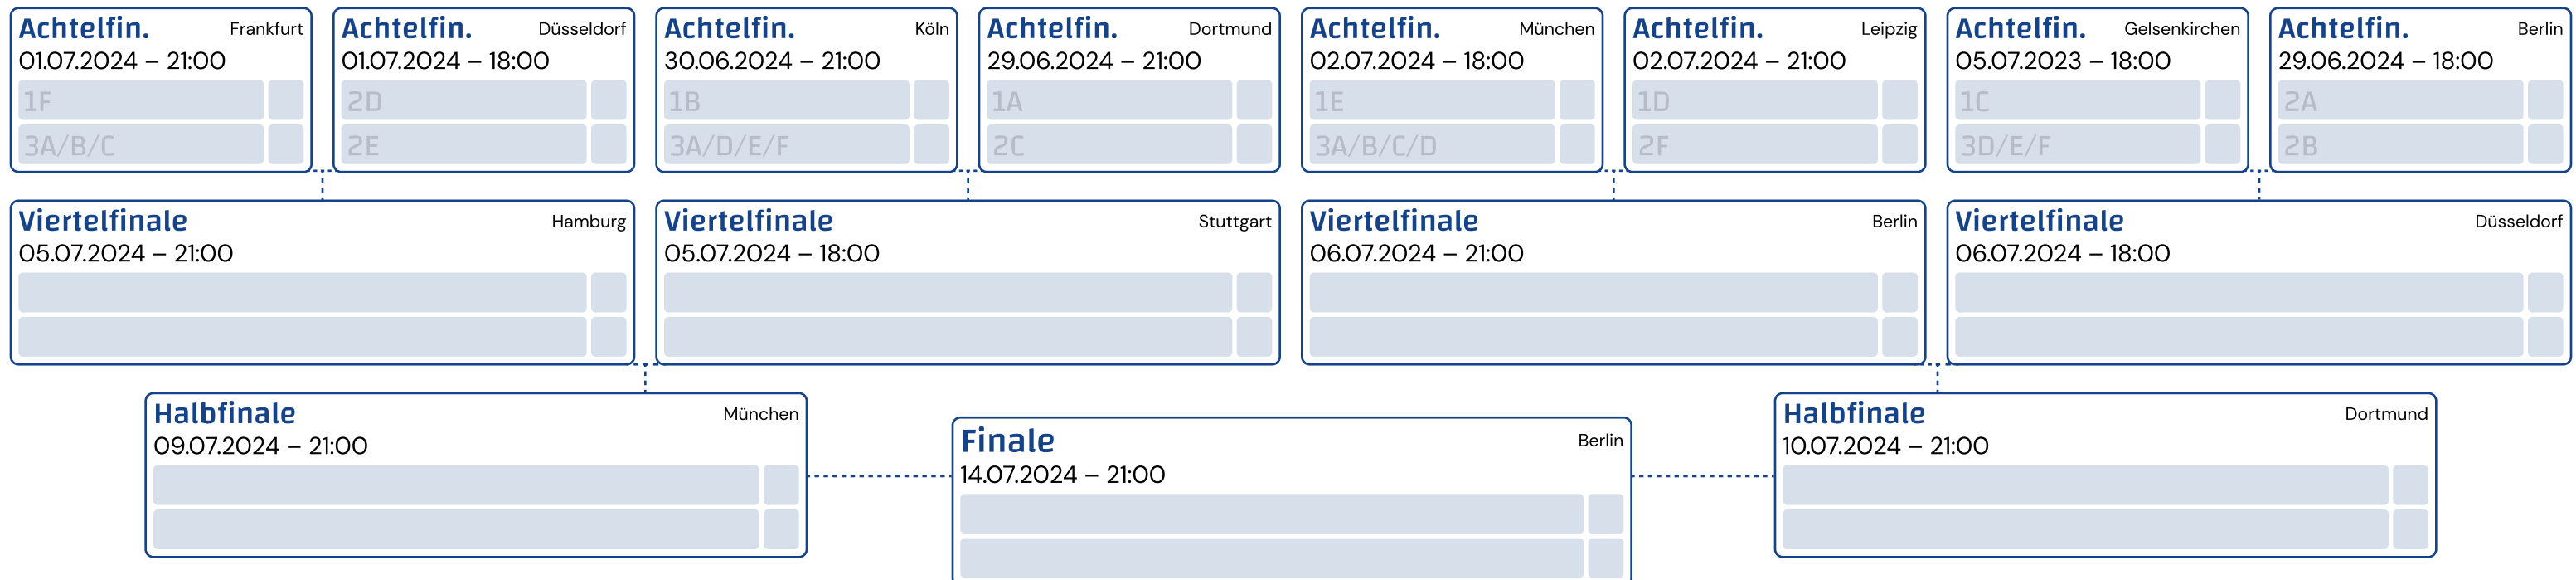 Achtelfin. Frankfurt
01.07.2024 – 21:00
1F
3A/B/C
Achtelfin. Düsseldorf
01.07.2024 – 18:00
2D
2E
Achtelfin. Köln
30.06.2024 – 21:00
1B
3A/D/E/F
Achtelfin. Dortmund
29.06.2024 – 21:00
1A
2C
Achtelfin. München
02.07.2024 – 18:00
1E
3A/B/C/D
Achtelfin. Leipzig
02.07.2024 – 21:00
1D
2F
Achtelfin. Gelsenkirchen
05.07.2023 – 18:00
1C
3D/E/F
Achtelfin. Berlin
29.06.2024 – 18:00
2A
2B
Viertelfinale Hamburg
05.07.2024 – 21:00
Viertelfinale Stuttgart
05.07.2024 – 18:00
Viertelfinale Berlin
06.07.2024 – 21:00
Viertelfinale Düsseldorf
06.07.2024 – 18:00
Halbfinale München
09.07.2024 – 21:00
Finale Berlin
14.07.2024 – 21:00
Halbfinale Dortmund
10.07.2024 – 21:00